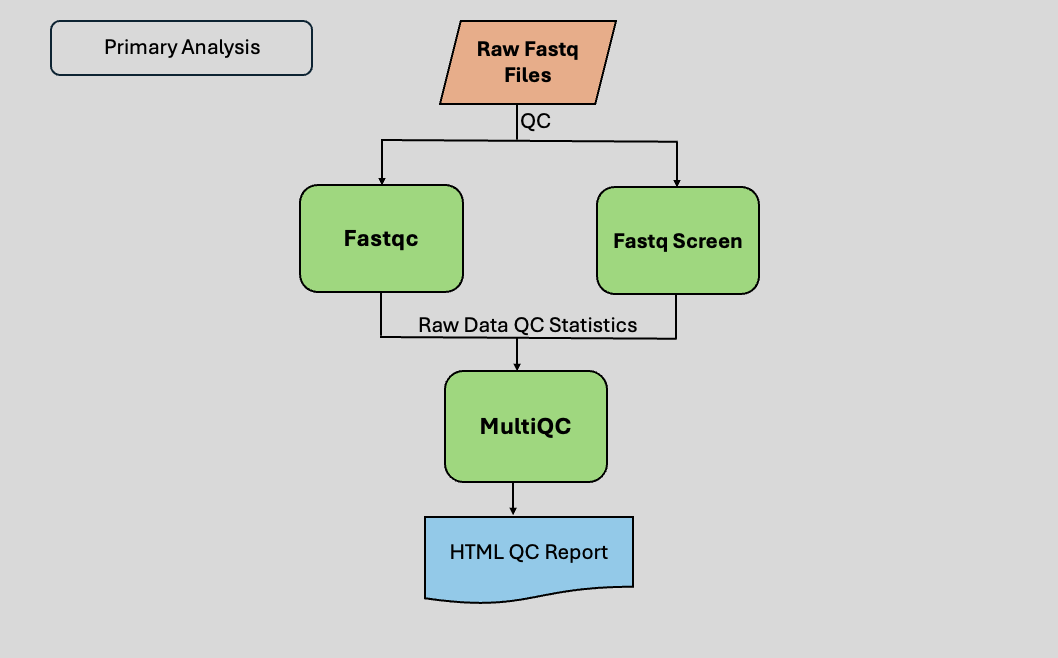 Primary Analysis
Raw Fastq
Files
QC
Fastqc
Fastq Screen
Raw Data QC Statistics
MultiQC
HTML QC Report